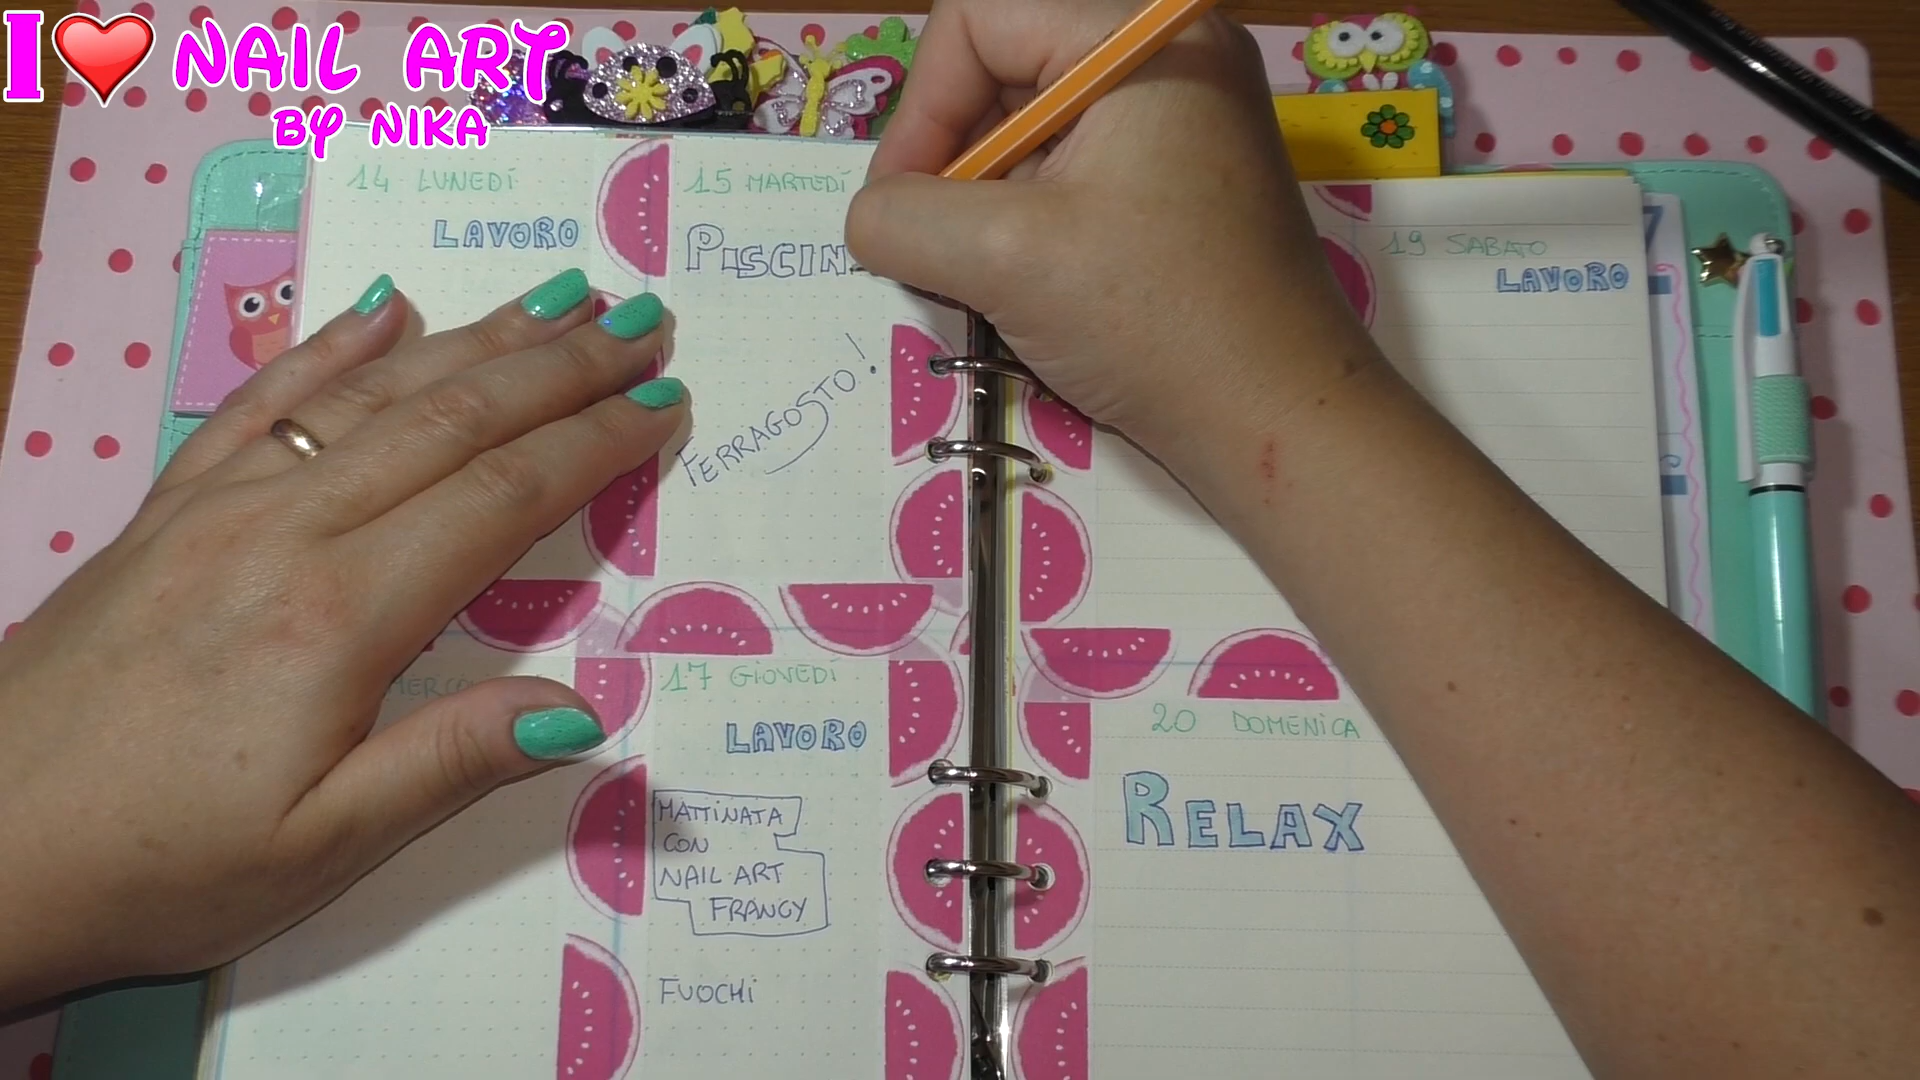 I ❤ NAIL ART
BY NIKA
14 LUNEDÌ
LAVORO
15 MARTEDÌ
PISCIN
FERRAGOSTO!
17 GIOVEDÌ
LAVORO
MATTINATA
CON
NAIL ART
FRANCY
FUOCHI
19 SABATO
LAVORO
20 DOMENICA
RELAX